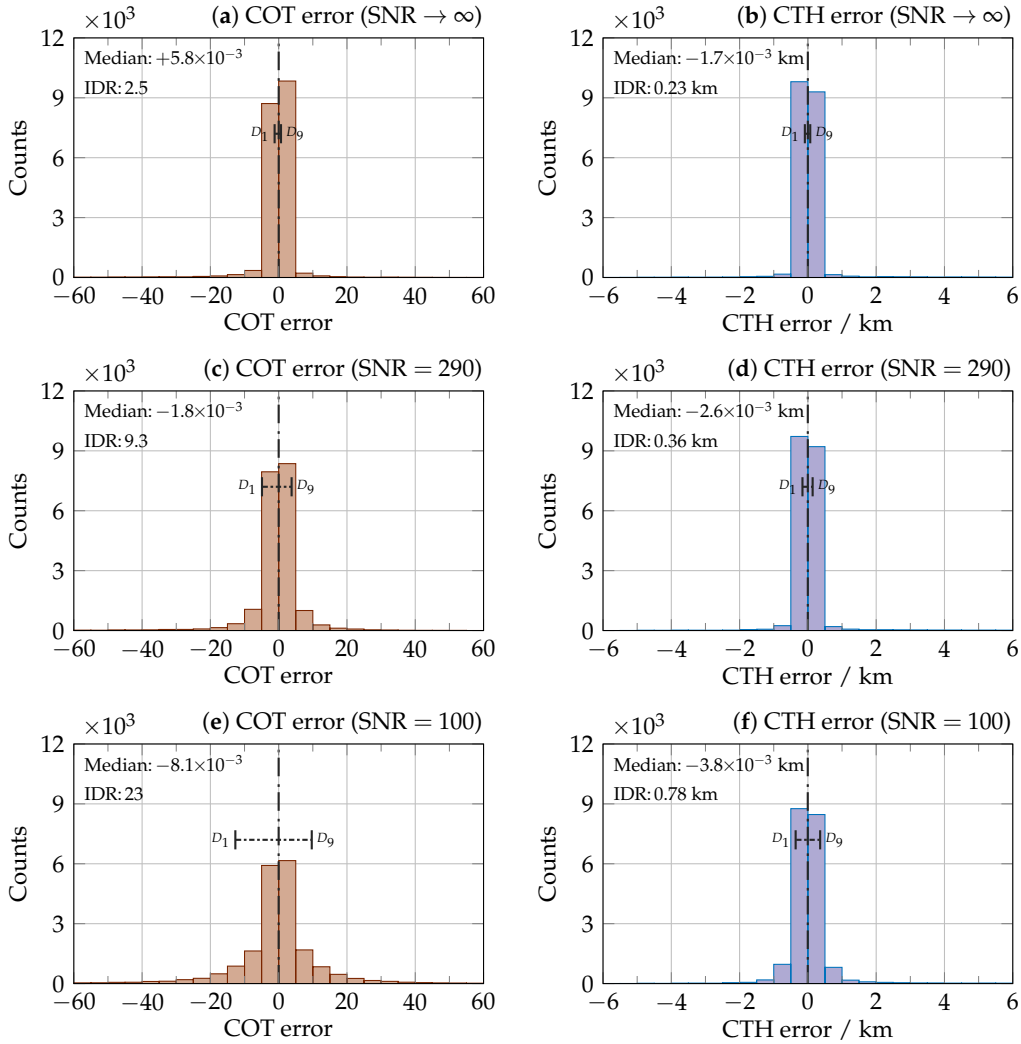 ×10³
(a) COT error (SNR → ∞)
12
9
6
3
0
Counts
Median: +5.8×10⁻³
IDR: 2.5
D₁ D₉
−60 −40 −20 0 20 40 60
COT error
×10³
(b) CTH error (SNR → ∞)
12
9
6
3
0
Counts
Median: −1.7×10⁻³ km
IDR: 0.23 km
D₁ D₉
−6 −4 −2 0 2 4 6
CTH error / km
×10³
(c) COT error (SNR = 290)
12
9
6
3
0
Counts
Median: −1.8×10⁻³
IDR: 9.3
D₁ D₉
−60 −40 −20 0 20 40 60
COT error
×10³
(d) CTH error (SNR = 290)
12
9
6
3
0
Counts
Median: −2.6×10⁻³ km
IDR: 0.36 km
D₁ D₉
−6 −4 −2 0 2 4 6
CTH error / km
×10³
(e) COT error (SNR = 100)
12
9
6
3
0
Counts
Median: −8.1×10⁻³
IDR: 23
D₁ D₉
−60 −40 −20 0 20 40 60
COT error
×10³
(f) CTH error (SNR = 100)
12
9
6
3
0
Counts
Median: −3.8×10⁻³ km
IDR: 0.78 km
D₁ D₉
−6 −4 −2 0 2 4 6
CTH error / km